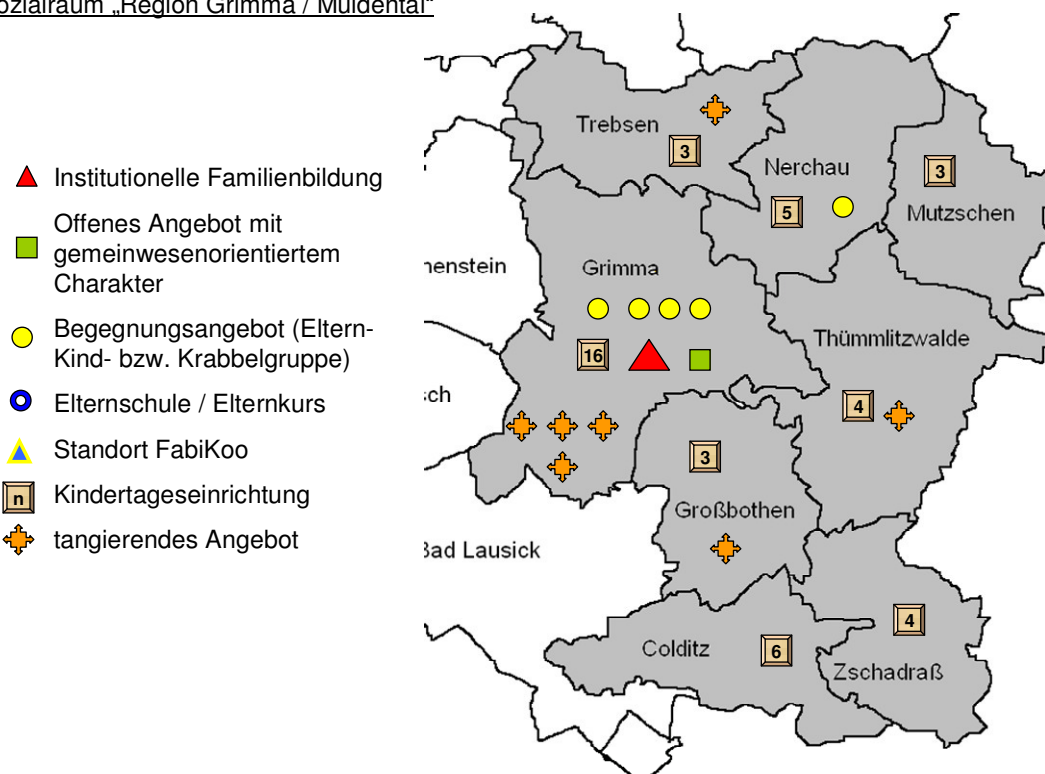 ozialraum „Region Grimma / Muldental“
Institutionelle Familienbildung
Offenes Angebot mit
gemeinwesenorientiertem
Charakter
Begegnungsangebot (Eltern-
Kind- bzw. Krabbelgruppe)
Elternschule / Elternkurs
Standort FabiKoo
n Kindertageseinrichtung
tangierendes Angebot
Trebsen
3
Nerchau
5
3
Mutzschen
nenstein
Grimma
16
Thümmlitzwalde
4
sch
3
Großbothen
Bad Lausick
Colditz
6
4
Zschadraß